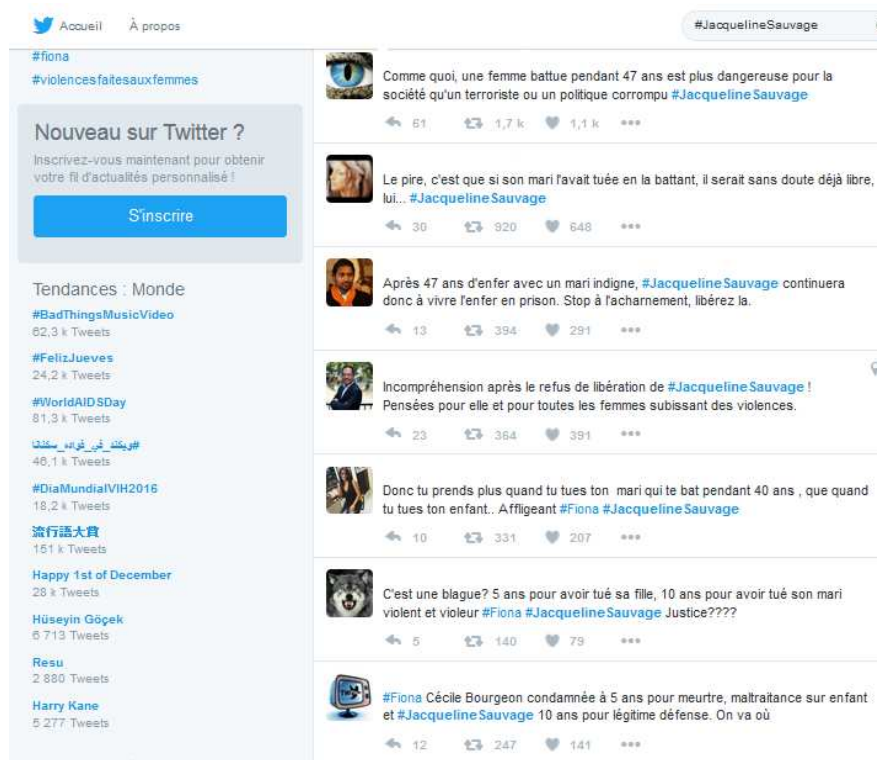 Accueil À propos #JacquelineSauvage
#fiona
#violencesfaitesauxfemmes
Nouveau sur Twitter ?
Inscrivez-vous maintenant pour obtenir
votre fil d'actualités personnalisé !
S'inscrire
Tendances : Monde
#BadThingsMusicVideo
62,3 k Tweets
#FelizJueves
24,2 k Tweets
#WorldAIDSDay
81,3 k Tweets
46,1 k Tweets
#DiaMundialVIH2016
18,2 k Tweets
流行語大賞
151 k Tweets
Happy 1st of December
28 k Tweets
Hüseyin Göçek
6 713 Tweets
Resu
2 880 Tweets
Harry Kane
5 277 Tweets
Comme quoi, une femme battue pendant 47 ans est plus dangereuse pour la
société qu'un terroriste ou un politique corrompu #JacquelineSauvage
61 1,7 k 1,1 k
Le pire, c'est que si son mari l'avait tuée en la battant, il serait sans doute déjà libre,
lui... #JacquelineSauvage
30 920 648
Après 47 ans d'enfer avec un mari indigne, #JacquelineSauvage continuera
donc à vivre l'enfer en prison. Stop à l'acharnement, libérez la.
13 394 291
Incompréhension après le refus de libération de #JacquelineSauvage !
Pensées pour elle et pour toutes les femmes subissant des violences.
23 364 391
Donc tu prends plus quand tu tues ton mari qui te bat pendant 40 ans , que quand
tu tues ton enfant.. Affligeant #Fiona #JacquelineSauvage
10 331 207
C'est une blague? 5 ans pour avoir tué sa fille, 10 ans pour avoir tué son mari
violent et violeur #Fiona #JacquelineSauvage Justice????
5 140 79
#Fiona Cécile Bourgeon condamnée à 5 ans pour meurtre, maltraitance sur enfant
et #JacquelineSauvage 10 ans pour légitime défense. On va où
12 247 141